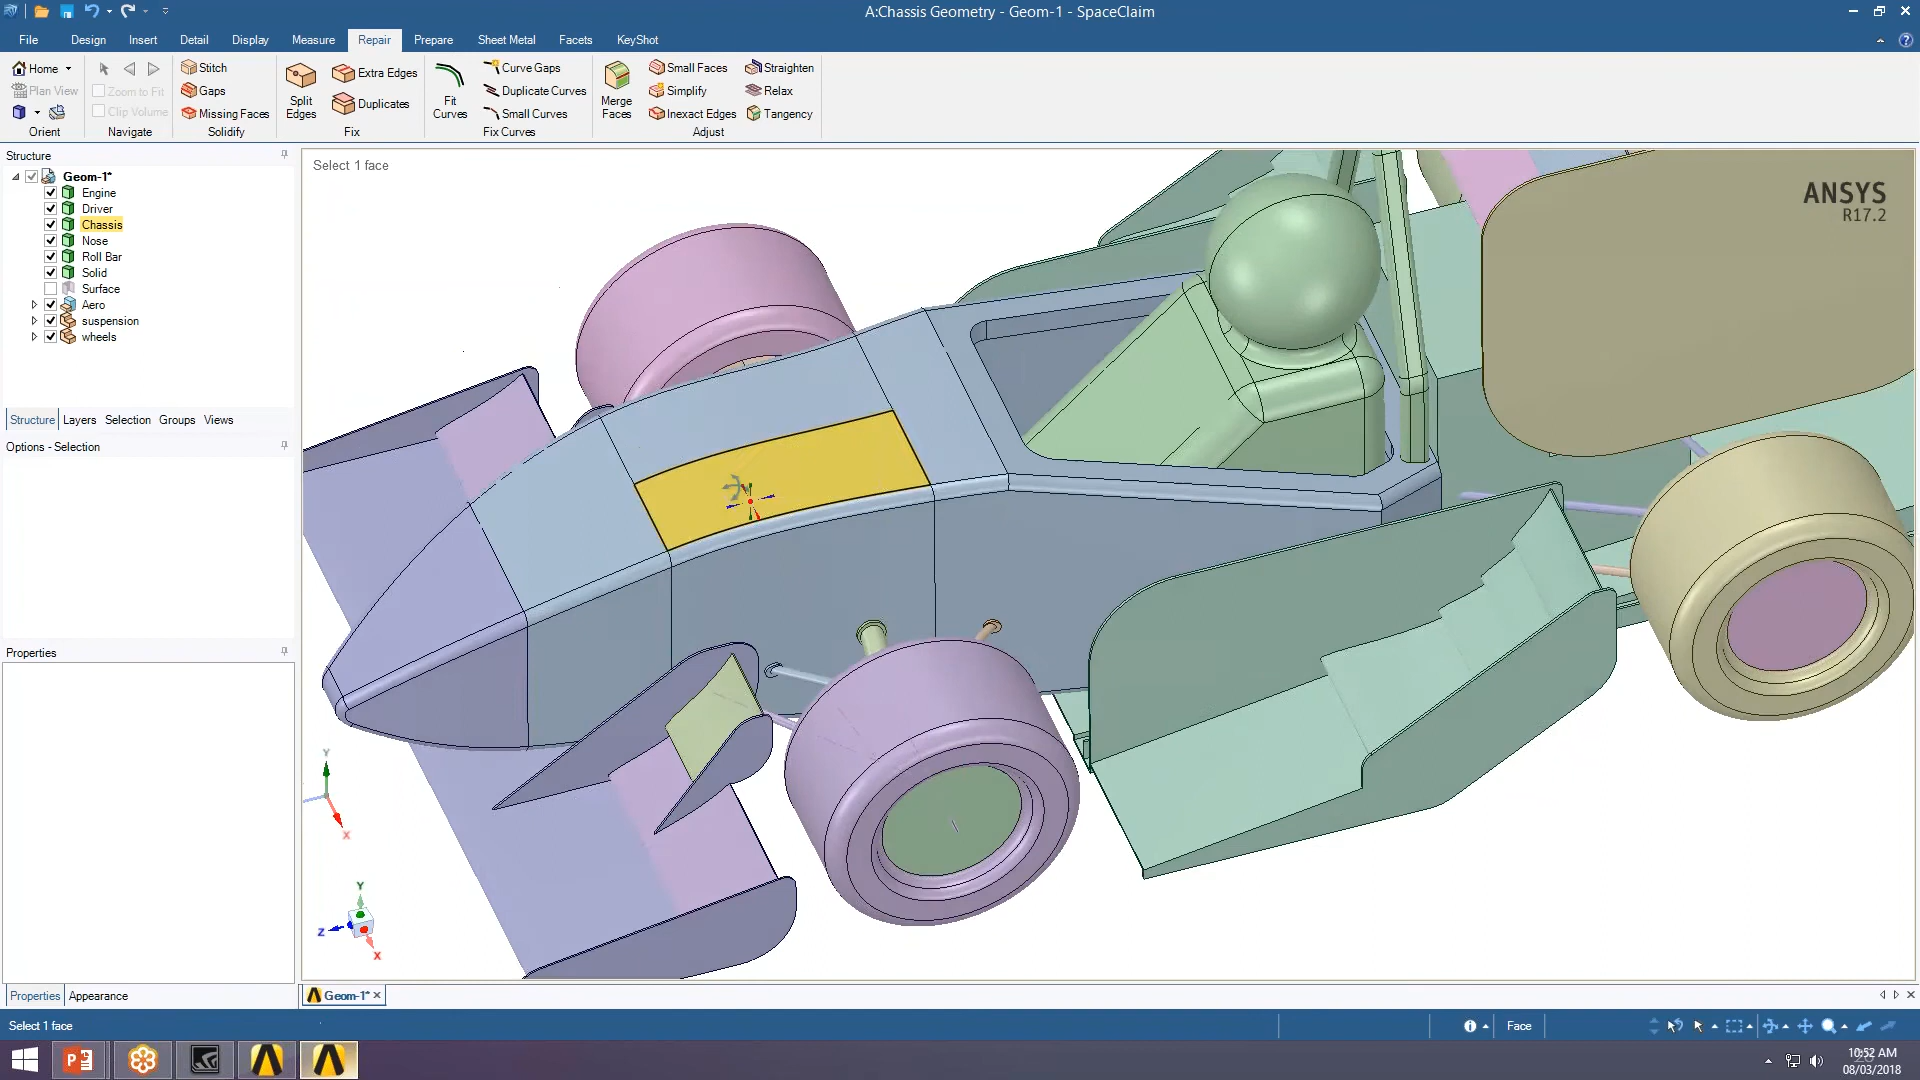 A:Chassis Geometry - Geom-1 - SpaceClaim
File Design Insert Detail Display Measure Repair Prepare Sheet Metal Facets KeyShot
Home
Plan View
Orient
Zoom to Fit
Clip Volume
Navigate
Stitch
Gaps
Missing Faces
Solidify
Split
Edges
Extra Edges
Duplicates
Fix
Fit
Curves
Curve Gaps
Duplicate Curves
Small Curves
Fix Curves
Merge
Faces
Small Faces
Simplify
Inexact Edges
Straighten
Relax
Tangency
Adjust
Structure
Geom-1*
Engine
Driver
Chassis
Nose
Roll Bar
Solid
Surface
Aero
suspension
wheels
Structure Layers Selection Groups Views
Options - Selection
Properties
Properties Appearance
Select 1 face
ANSYS
R17.2
Y
X
Y
Z
X
Geom-1*
Select 1 face
Face
10:52 AM
08/03/2018